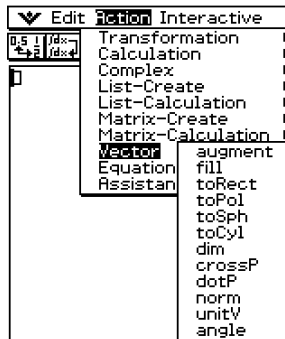 Edit Action Interactive
Transformation
Calculation
Complex
List-Create
List-Calculation
Matrix-Create
Matrix-Calculation
Vector
Equation
Assistan
augment
fill
toRect
toPol
toSph
toCyl
dim
crossP
dotP
norm
unitV
angle